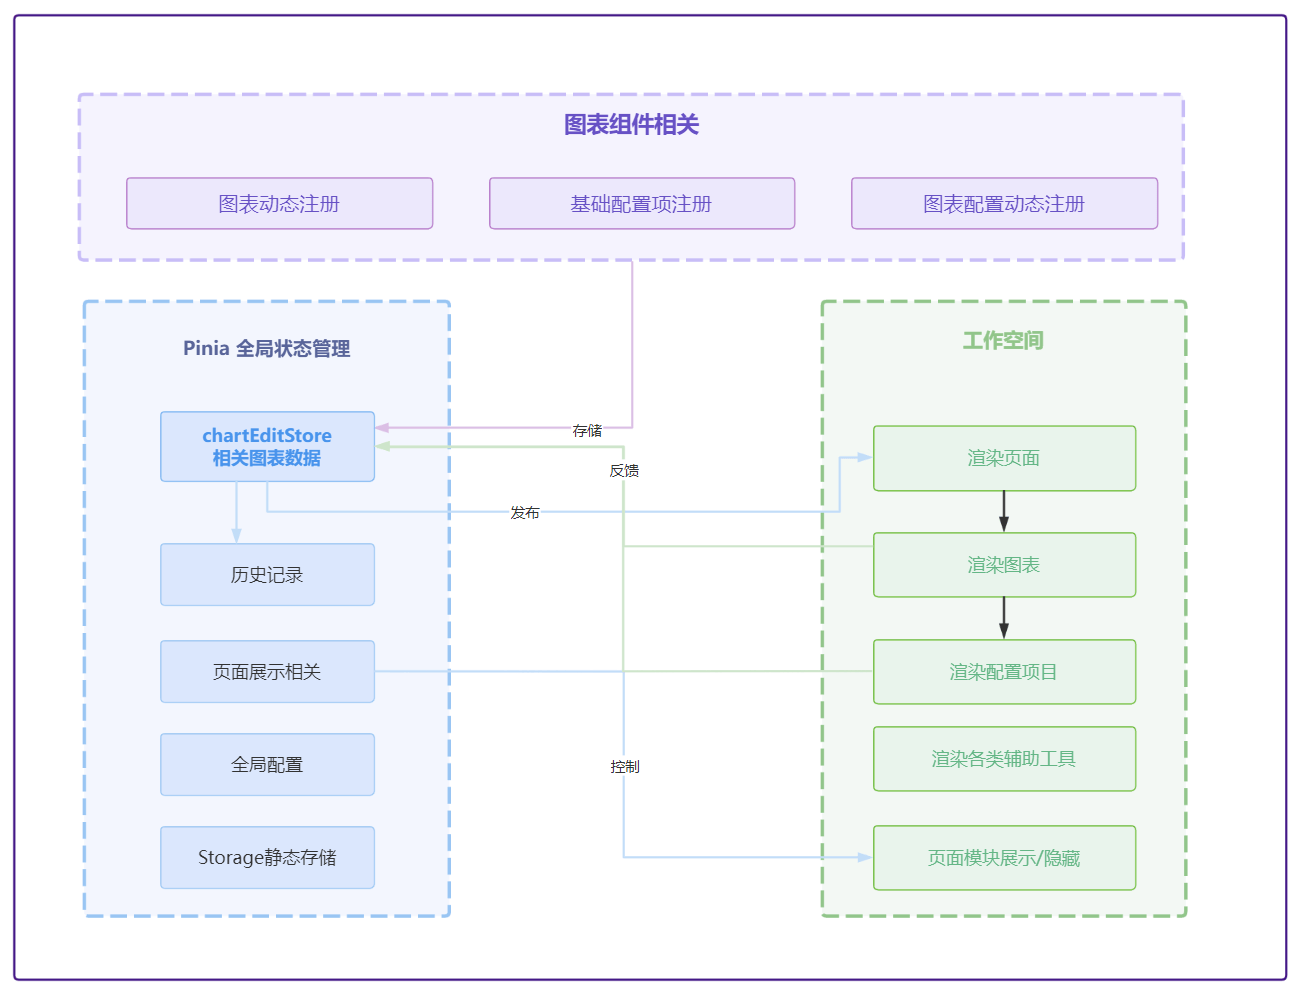 图表组件相关
图表动态注册
基础配置项注册
图表配置动态注册
Pinia 全局状态管理
chartEditStore
相关图表数据
历史记录
页面展示相关
全局配置
Storage静态存储
存储
反馈
发布
控制
工作空间
渲染页面
渲染图表
渲染配置项目
渲染各类辅助工具
页面模块展示/隐藏